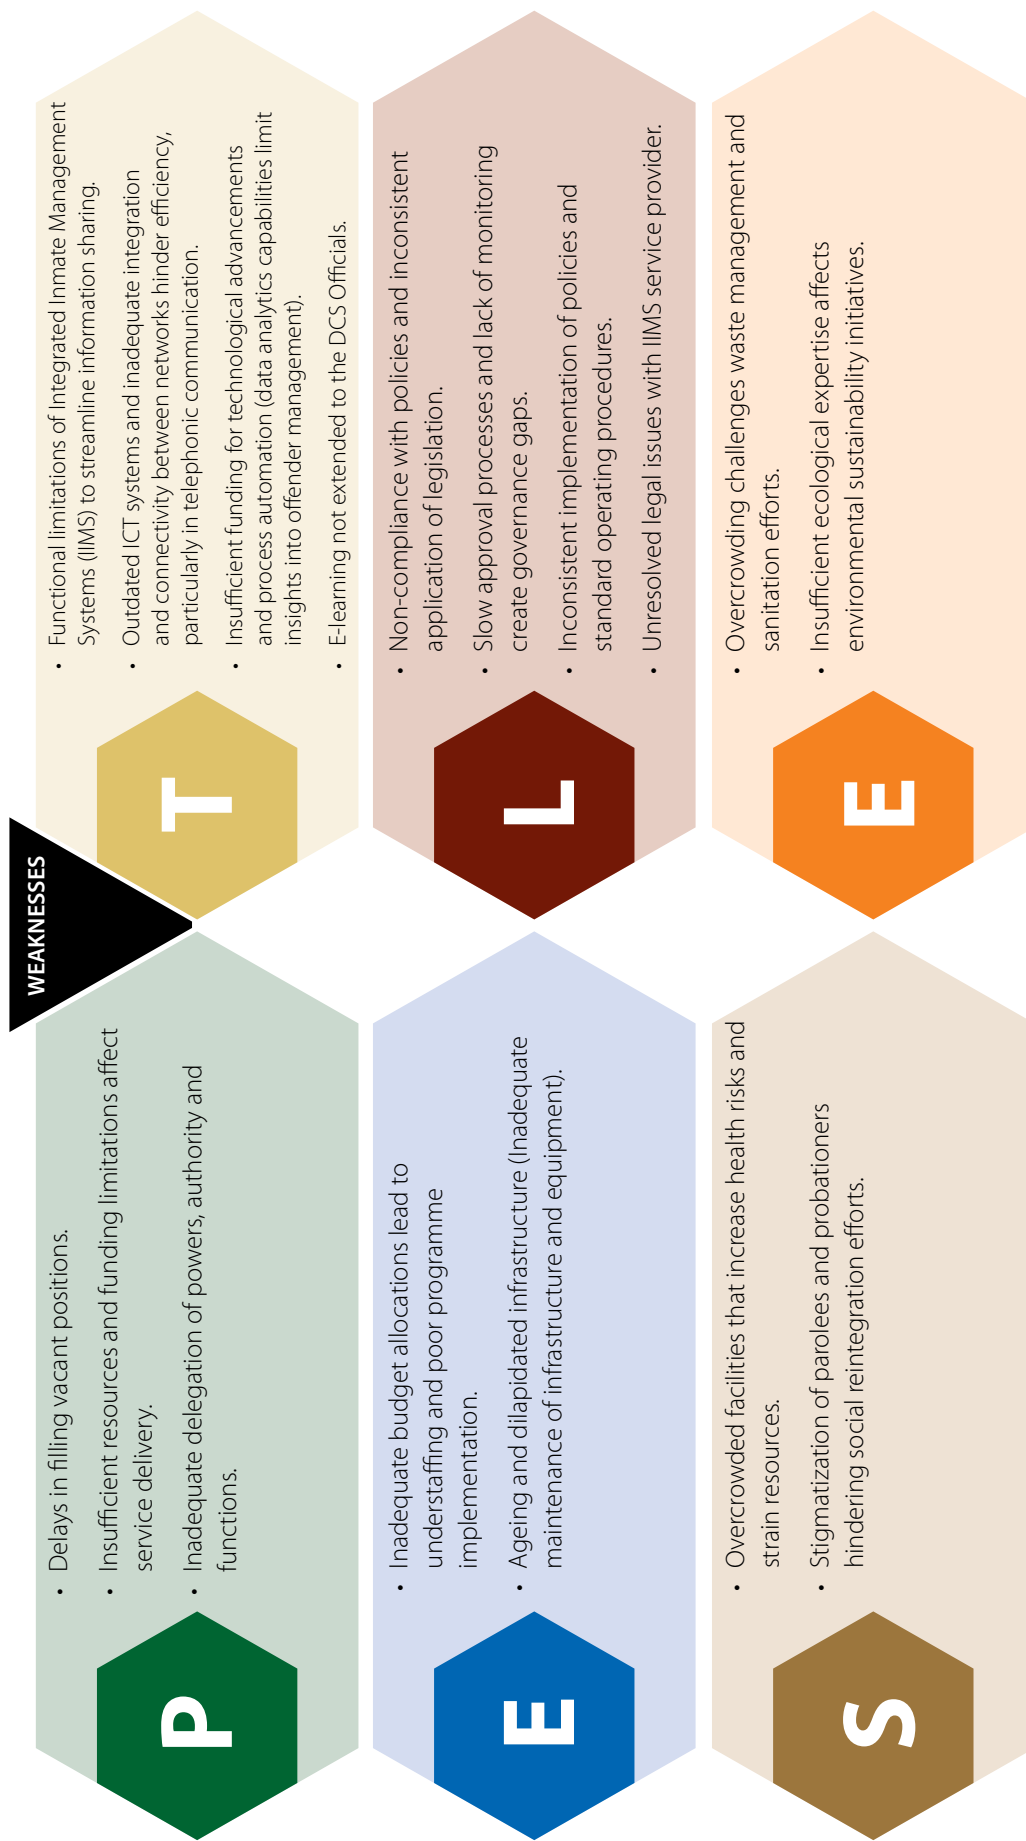 WEAKNESSES
P
• Delays in filling vacant positions.
• Insufficient resources and funding limitations affect
service delivery.
• Inadequate delegation of powers, authority and
functions.
E
• Inadequate budget allocations lead to
understaffing and poor programme
implementation.
• Ageing and dilapidated infrastructure (Inadequate
maintenance of infrastructure and equipment).
S
• Overcrowded facilities that increase health risks and
strain resources.
• Stigmatization of paroles and probationers
hindering social reintegration efforts.
T
• Functional limitations of Integrated Inmate Management
Systems (IIMS) to streamline information sharing.
• Outdated ICT systems and inadequate integration
and connectivity between networks hinder efficiency,
particularly in telephonic communication.
• Insufficient funding for technological advancements
and process automation (data analytics capabilities limit
insights into offender management).
• E-learning not extended to the DCS Officials.
L
• Non-compliance with policies and inconsistent
application of legislation.
• Slow approval processes and lack of monitoring
create governance gaps.
• Inconsistent implementation of policies and
standard operating procedures.
• Unresolved legal issues with IIMS service provider.
E
• Overcrowding challenges waste management and
sanitation efforts.
• Insufficient ecological expertise affects
environmental sustainability initiatives.